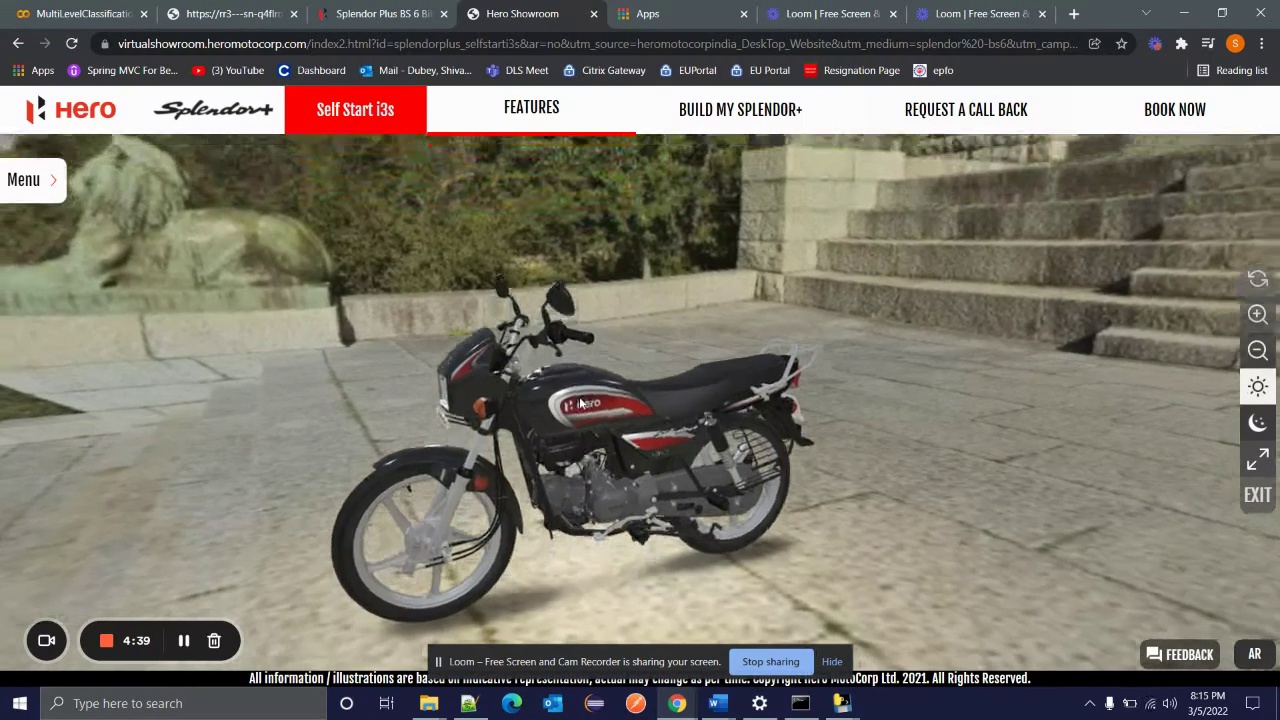 MultiLevelClassificatio
https://rr3---sn-q4flrn
Splendor Plus BS 6 Bik
Hero Showroom
Apps
Loom | Free Screen &
Loom | Free Screen &
virtualshowroom.heromotocorp.com/index2.html?id=splendorplus_selfstarti3s&at=no&utm_source=heromotocorpindia_DeskTop_Website&utm_medium=splendor%20-bs6&utm_camp...
S
Apps
Spring MVC For Be...
(3) YouTube
Dashboard
Mail - Dubey, Shiva...
DLS Meet
Citrix Gateway
EUPortal
EU Portal
Resignation Page
epfo
Reading list
Hero
Splendor+
Self Start i3s
FEATURES
BUILD MY SPLENDOR+
REQUEST A CALL BACK
BOOK NOW
Menu
Hero
EXIT
4:39
Loom – Free Screen and Cam Recorder is sharing your screen.
Stop sharing
Hide
FEEDBACK
AR
All information / illustrations are based on indicative representation, actual may change as per time. Copyright Hero MotoCorp Ltd. 2021. All Rights Reserved.
Type here to search
8:15 PM
3/5/2022